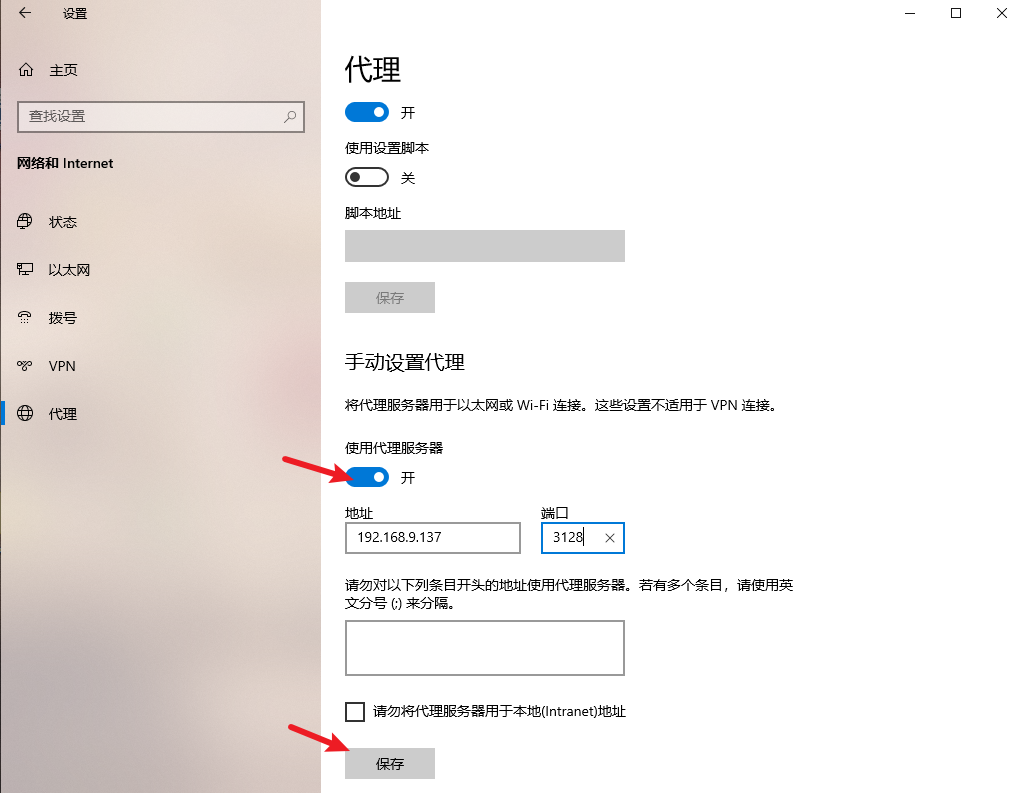 设置
主页
查找设置
网络和 Internet
状态
以太网
拨号
VPN
代理
代理
开
使用设置脚本
关
脚本地址
保存
手动设置代理
将代理服务器用于以太网或 Wi-Fi 连接。这些设置不适用于 VPN 连接。
使用代理服务器
开
地址
端口
192.168.9.137
3128
请勿对以下列条目开头的地址使用代理服务器。若有多个条目，请使用英
文分号 (;) 来分隔。
请勿将代理服务器用于本地(Intranet)地址
保存